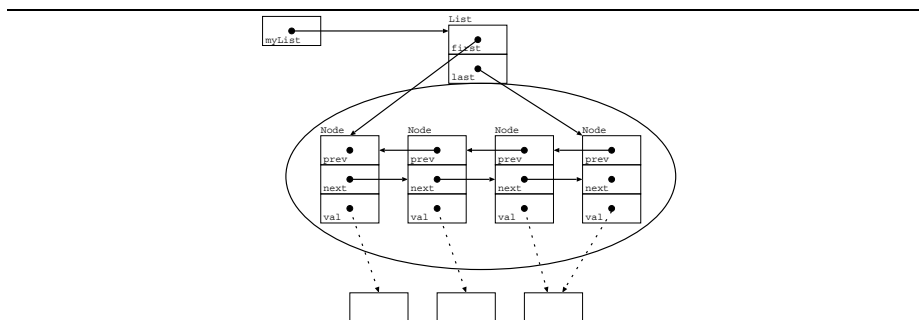 List
myList
first
last
Node Node Node Node
prev prev prev prev
next next next next
val val val val